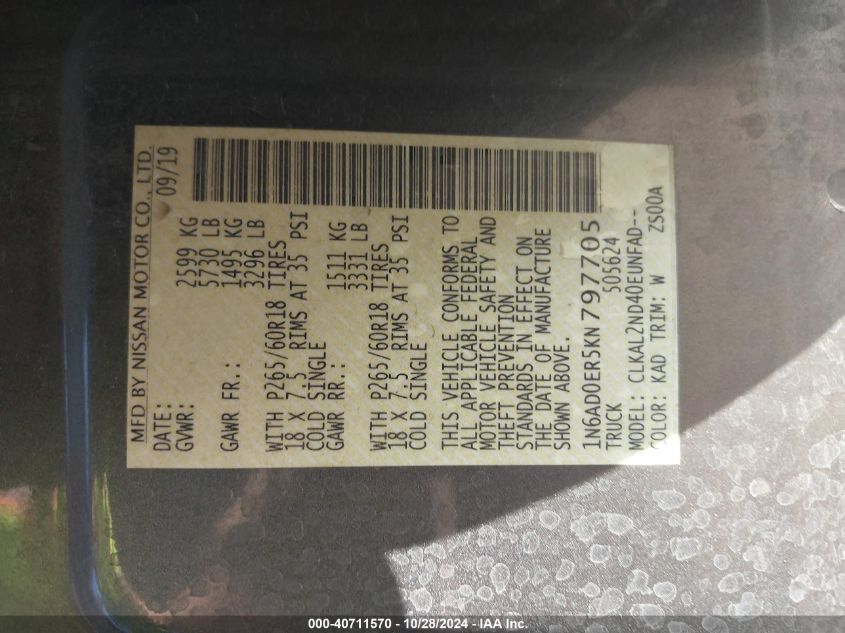 MFD BY NISSAN MOTOR CO., LTD.
DATE: 09/19
GVWR: 2599 KG
5730 LB
GAWR FR.: 1495 KG
3296 LB
WITH P265/60R18 TIRES
18 X 7.5 RIMS AT 35 PSI
COLD SINGLE
GAWR RR.: 1511 KG
3331 LB
WITH P265/60R18 TIRES
18 X 7.5 RIMS AT 35 PSI
COLD SINGLE
THIS VEHICLE CONFORMS TO
ALL APPLICABLE FEDERAL
MOTOR VEHICLE SAFETY AND
THEFT PREVENTION
STANDARDS IN EFFECT ON
THE DATE OF MANUFACTURE
SHOWN ABOVE.
1N6AD0ER5KN797705
TRUCK 505624
MODEL: CLKAL2ND40EUNFAD--
COLOR: KAD TRIM: W ZS00A
000-40711570 - 10/28/2024 - IAA Inc.